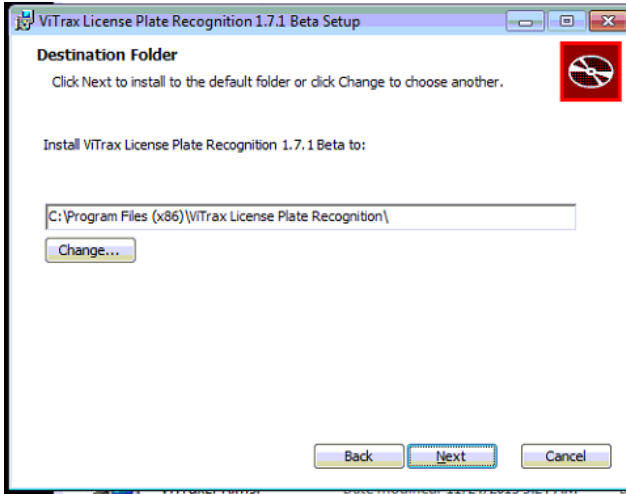 ViTrax License Plate Recognition 1.7.1 Beta Setup
Destination Folder
Click Next to install to the default folder or click Change to choose another.
Install ViTrax License Plate Recognition 1.7.1 Beta to:
C:\Program Files (x86)\ViTrax License Plate Recognition\
Change...
Back Next Cancel